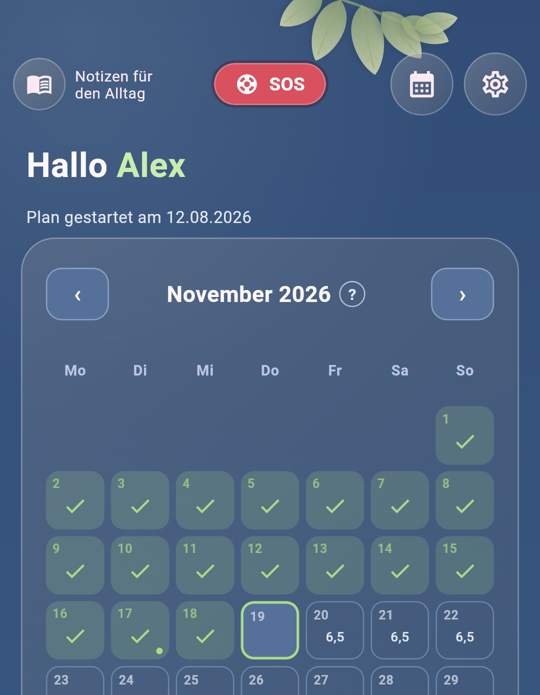 Notizen für
den Alltag
SOS
Hallo Alex
Plan gestartet am 12.08.2026
‹ November 2026 ? ›
Mo Di Mi Do Fr Sa So
1
2 3 4 5 6 7 8
9 10 11 12 13 14 15
16 17 18 19 20 21 22
6,5 6,5 6,5
23 24 25 26 27 28 29